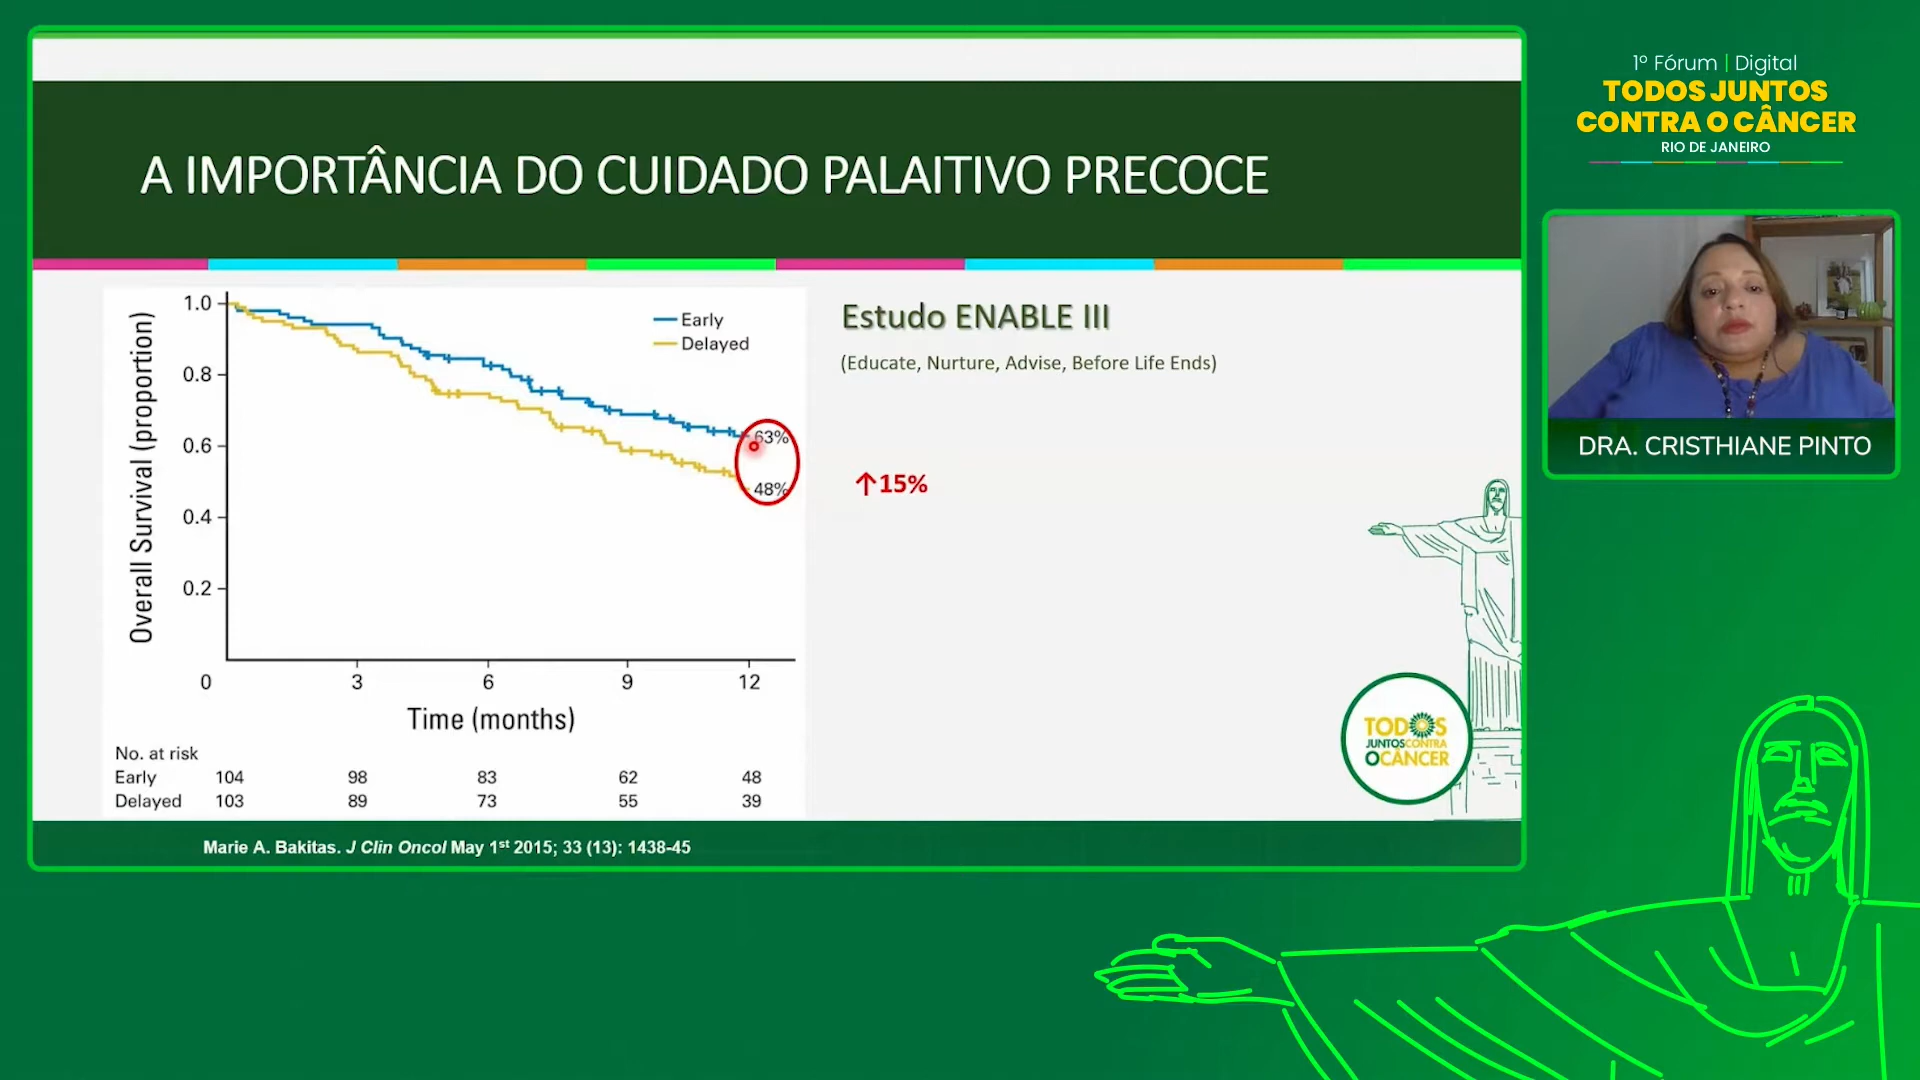 1º Fórum | Digital
TODOS JUNTOS
CONTRA O CÂNCER
RIO DE JANEIRO
A IMPORTÂNCIA DO CUIDADO PALAITIVO PRECOCE
Overall Survival (proportion)
1.0
0.8
0.6
0.4
0.2
0
3
6
9
12
Time (months)
Early
Delayed
63%
48%
No. at risk
Early 104 98 83 62 48
Delayed 103 89 73 55 39
Estudo ENABLE III
(Educate, Nurture, Advise, Before Life Ends)
↑15%
TODOS
JUNTOS CONTRA
O CÂNCER
Marie A. Bakitas. J Clin Oncol May 1st 2015; 33 (13): 1438-45
DRA. CRISTHIANE PINTO